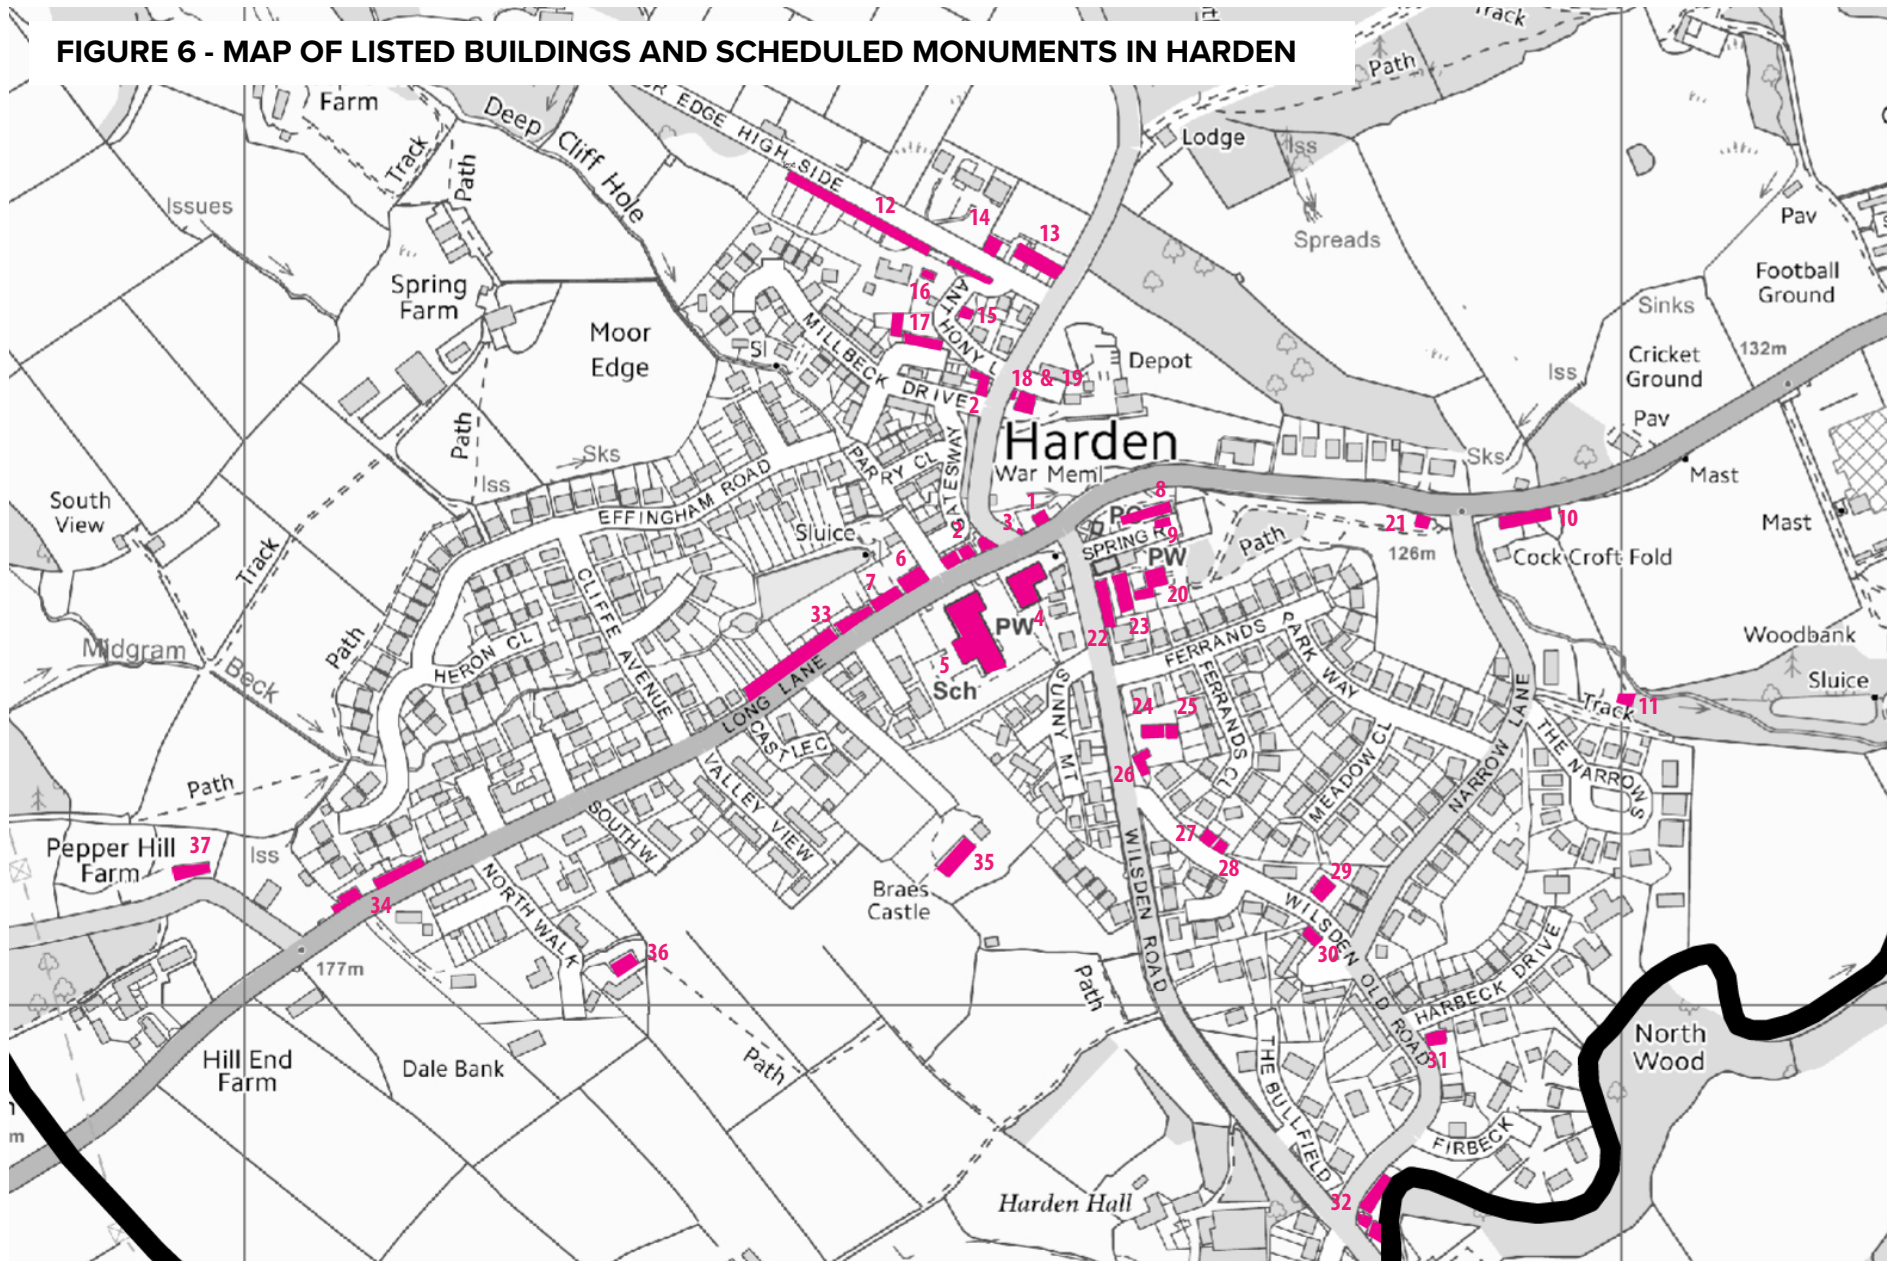 FIGURE 6 - MAP OF LISTED BUILDINGS AND SCHEDULED MONUMENTS IN HARDEN
Track
Path
Farm
Deep Cliff Hole
EDGE HIGH SIDE
Lodge
Iss
Track
Path
Issues
12
14
13
Spreads
Pav
Spring
Farm
Football
Ground
16
15
Sinks
17
ANTHONY L
MILLBECK DRIVE
Moor
Edge
SI
Depot
Cricket
Ground
132m
Iss
18 & 19
2
Pav
Harden
Path
Sks
PARRY CL
GATESWAY
War Meml
Sks
Mast
South
View
Iss
EFFINGHAM ROAD
1
8
PO
3
Sluice
2
9
SPRING R
PW
Path
21
10
126m
Mast
Cock Croft Fold
Track
6
7
CLIFFE AVENUE
33
20
4
PW
22
23
Midgram
Beck
Path
HERON CL
5
Sch
LONG LANE
FERRANDS PARK WAY
Woodbank
Sluice
SUNNY MT
FERRANDS CL
24
25
Track
11
CASTLE C
26
MEADOW CL
NARROW LANE
THE NARROWS
VALLEY VIEW
Path
SOUTH W
Pepper Hill
Farm
37
Iss
27
28
35
Braes
Castle
WILSDEN ROAD
29
34
NORTH WALK
WILSDEN OLD ROAD
30
36
177m
Path
HARBECK DRIVE
Hill End
Farm
Dale Bank
Path
31
North
Wood
THE BULLFIELD
FIRBECK
m
Harden Hall
32